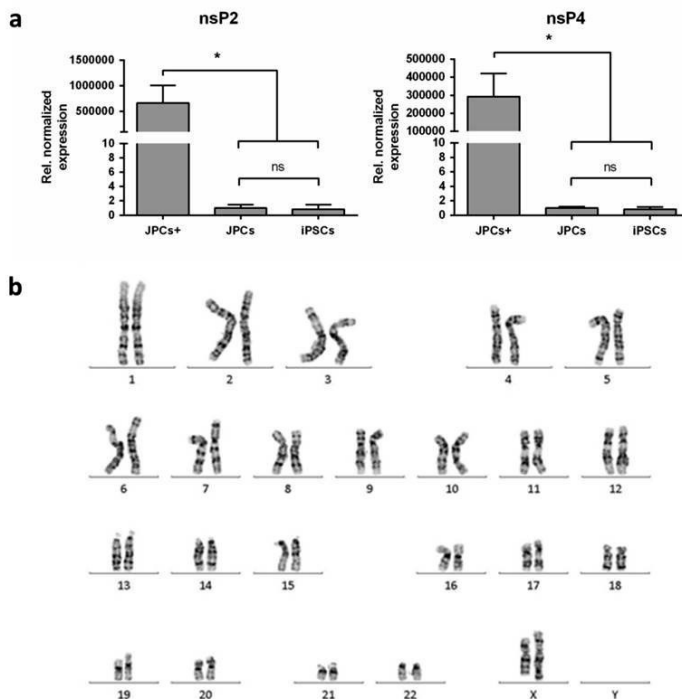 a
nsP2
nsP4
Rel. normalized
expression
1000000
500000
10
8
6
4
2
0
*
ns
JPCs+
JPCs
iPSCs
Rel. normalized
expression
500000
400000
300000
200000
100000
10
8
6
4
2
0
*
ns
JPCs+
JPCs
iPSCs
b
1 2 3 4 5
6 7 8 9 10 11 12
13 14 15 16 17 18
19 20 21 22 X Y